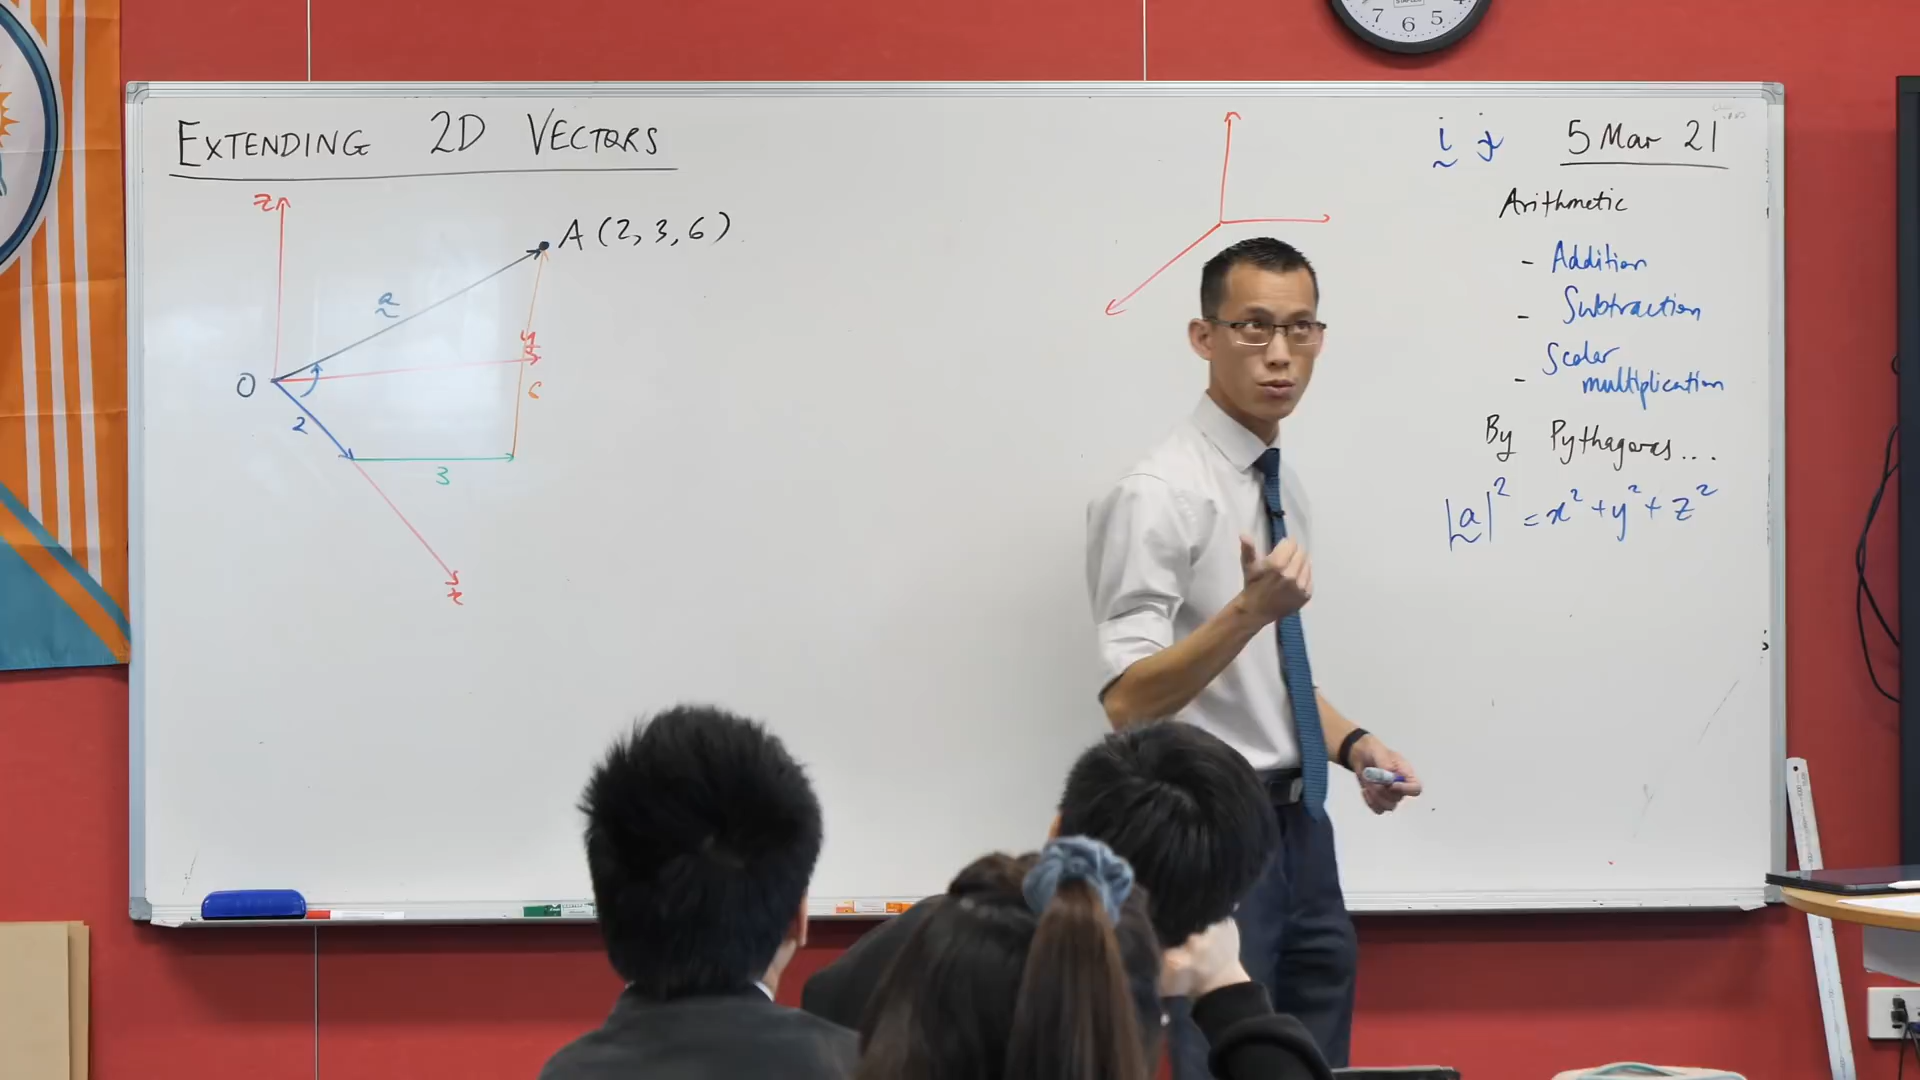 EXTENDING 2D VECTORS
z
A (2, 3, 6)
a
y
O
6
2
3
x
i j
5 Mar 21
Arithmetic
- Addition
- Subtraction
- Scalar
multiplication
By Pythagoras...
|a|² = x² + y² + z²
7 6 5